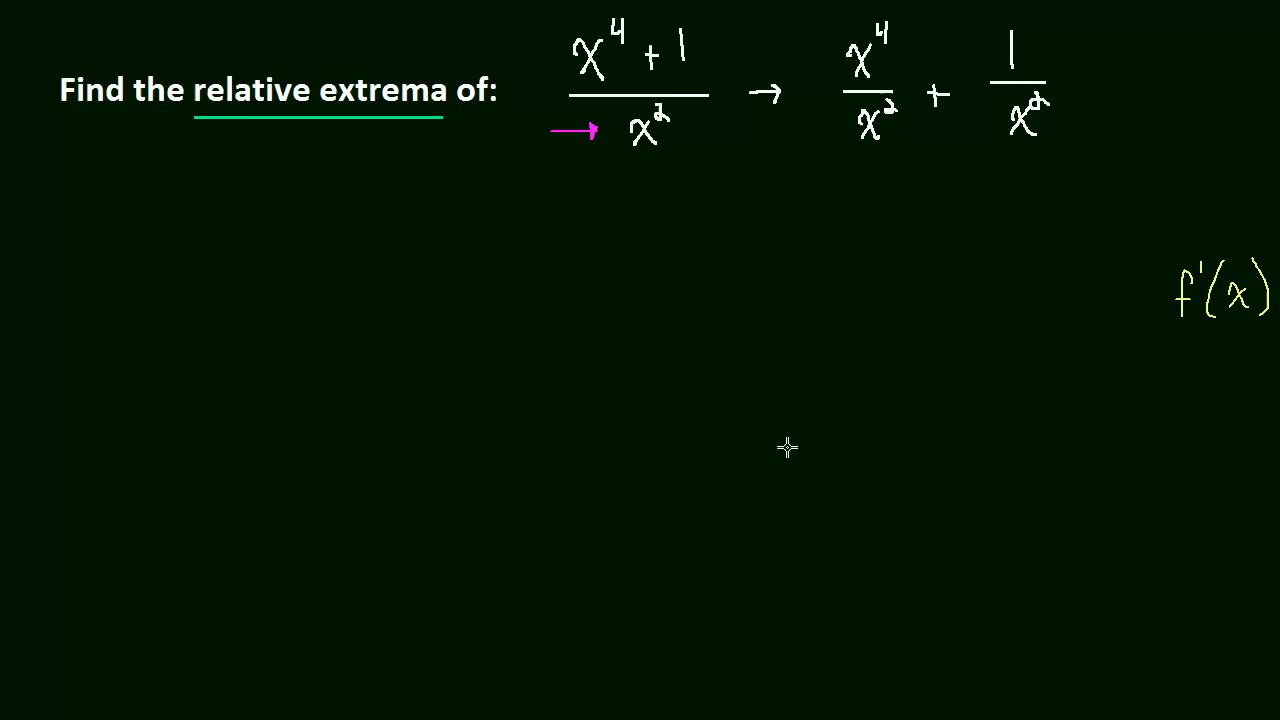 Find the relative extrema of: (x^4 + 1)/x^2 → x^4/x^2 + 1/x^2
f'(x)